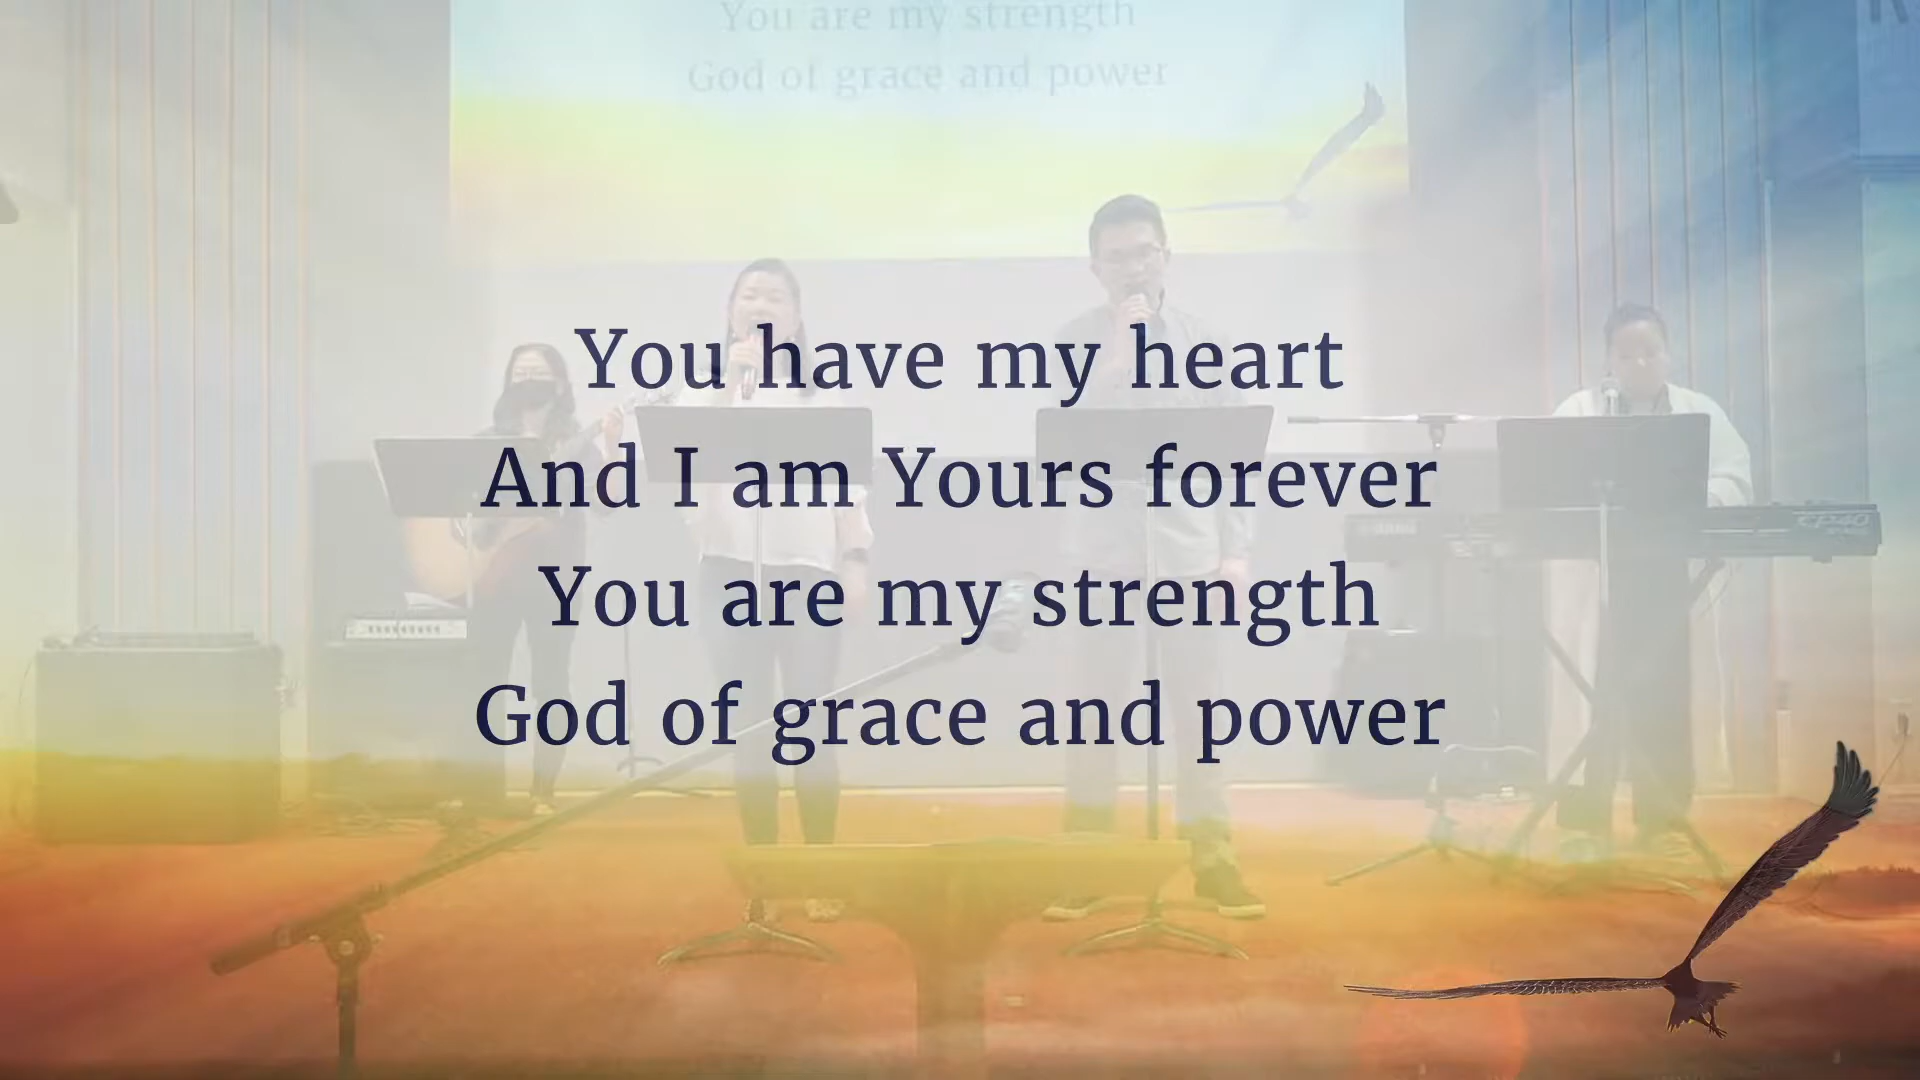 You are my strength
God of grace and power
You have my heart
And I am Yours forever
You are my strength
God of grace and power
CP40